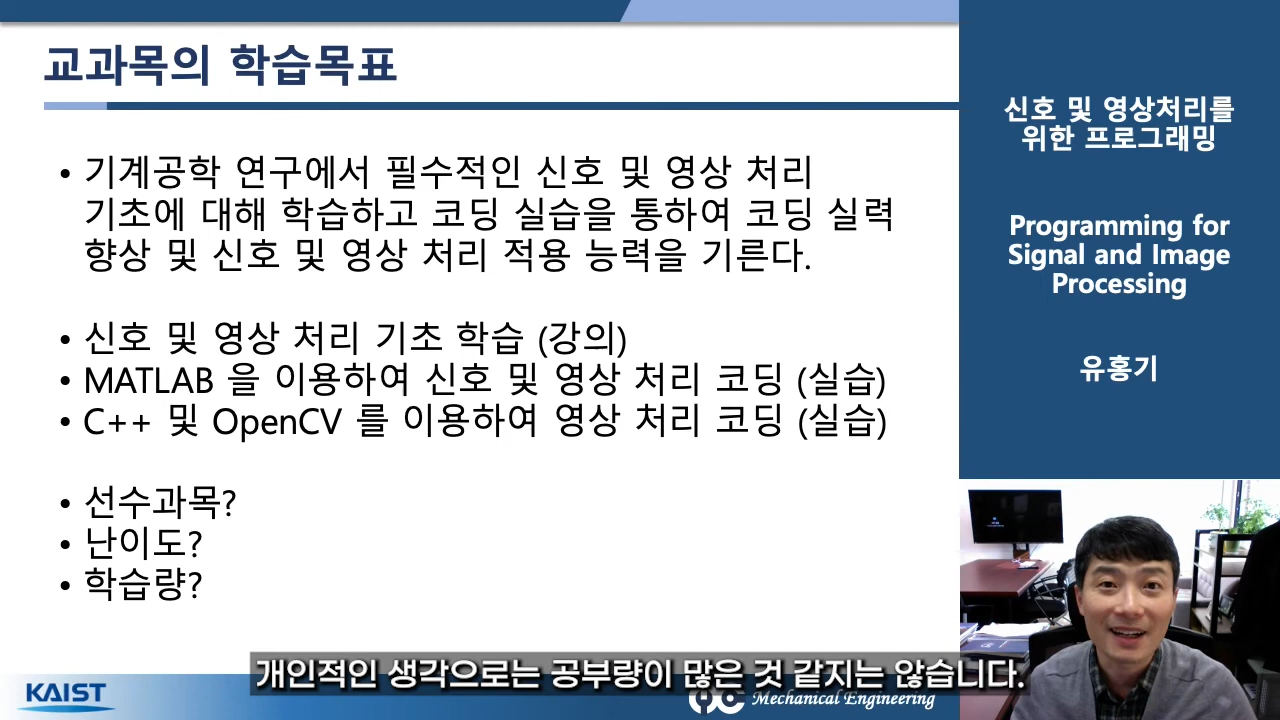 교과목의 학습목표
• 기계공학 연구에서 필수적인 신호 및 영상 처리
기초에 대해 학습하고 코딩 실습을 통하여 코딩 실력
향상 및 신호 및 영상 처리 적용 능력을 기른다.
• 신호 및 영상 처리 기초 학습 (강의)
• MATLAB 을 이용하여 신호 및 영상 처리 코딩 (실습)
• C++ 및 OpenCV 를 이용하여 영상 처리 코딩 (실습)
• 선수과목?
• 난이도?
• 학습량?
신호 및 영상처리를
위한 프로그래밍
Programming for
Signal and Image
Processing
유홍기
개인적인 생각으로는 공부량이 많은 것 같지는 않습니다.
KAIST
Mechanical Engineering